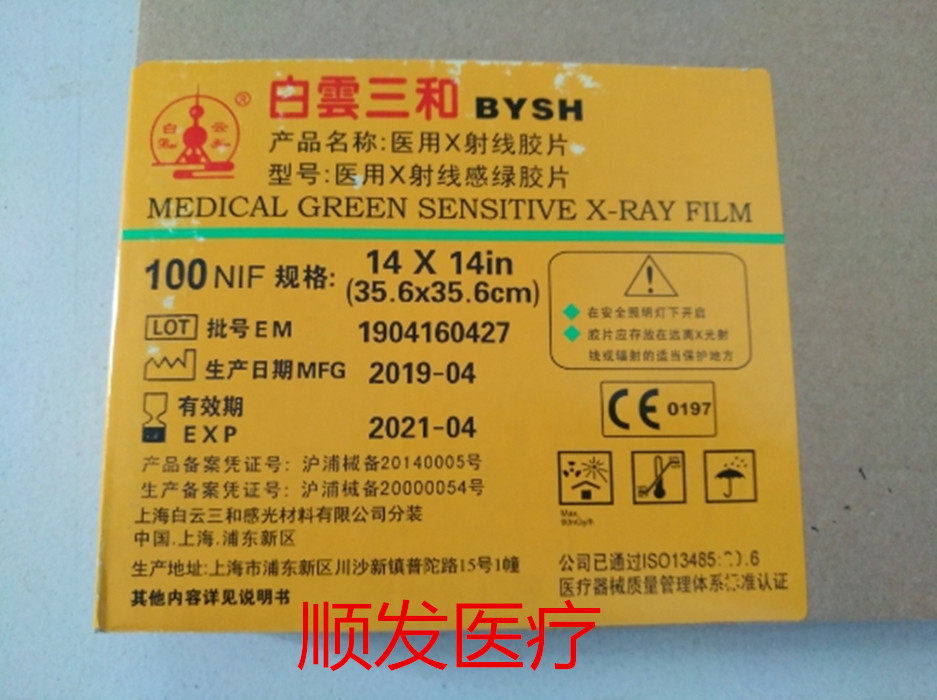 白雲三和 BYSH
®
白 云
产品名称:医用X射线胶片
型号:医用X射线感绿胶片
MEDICAL GREEN SENSITIVE X-RAY FILM
100 NIF 规格: 14 X 14in
(35.6x35.6cm)
LOT 批号EM 1904160427
生产日期MFG 2019-04
有效期
EXP 2021-04
在安全照明灯下开启
胶片应存放在远离X光射
线或辐射的适当保护地方
CE 0197
产品备案凭证号: 沪浦械备20140005号
生产备案凭证号: 沪浦械备20000054号
上海白云三和感光材料有限公司分装
中国.上海.浦东新区
生产地址:上海市浦东新区川沙新镇普陀路15号1幢
其他内容详见说明书
Max.
公司已通过ISO13485:
医疗器械质量管理体系标准认证
顺发医疗